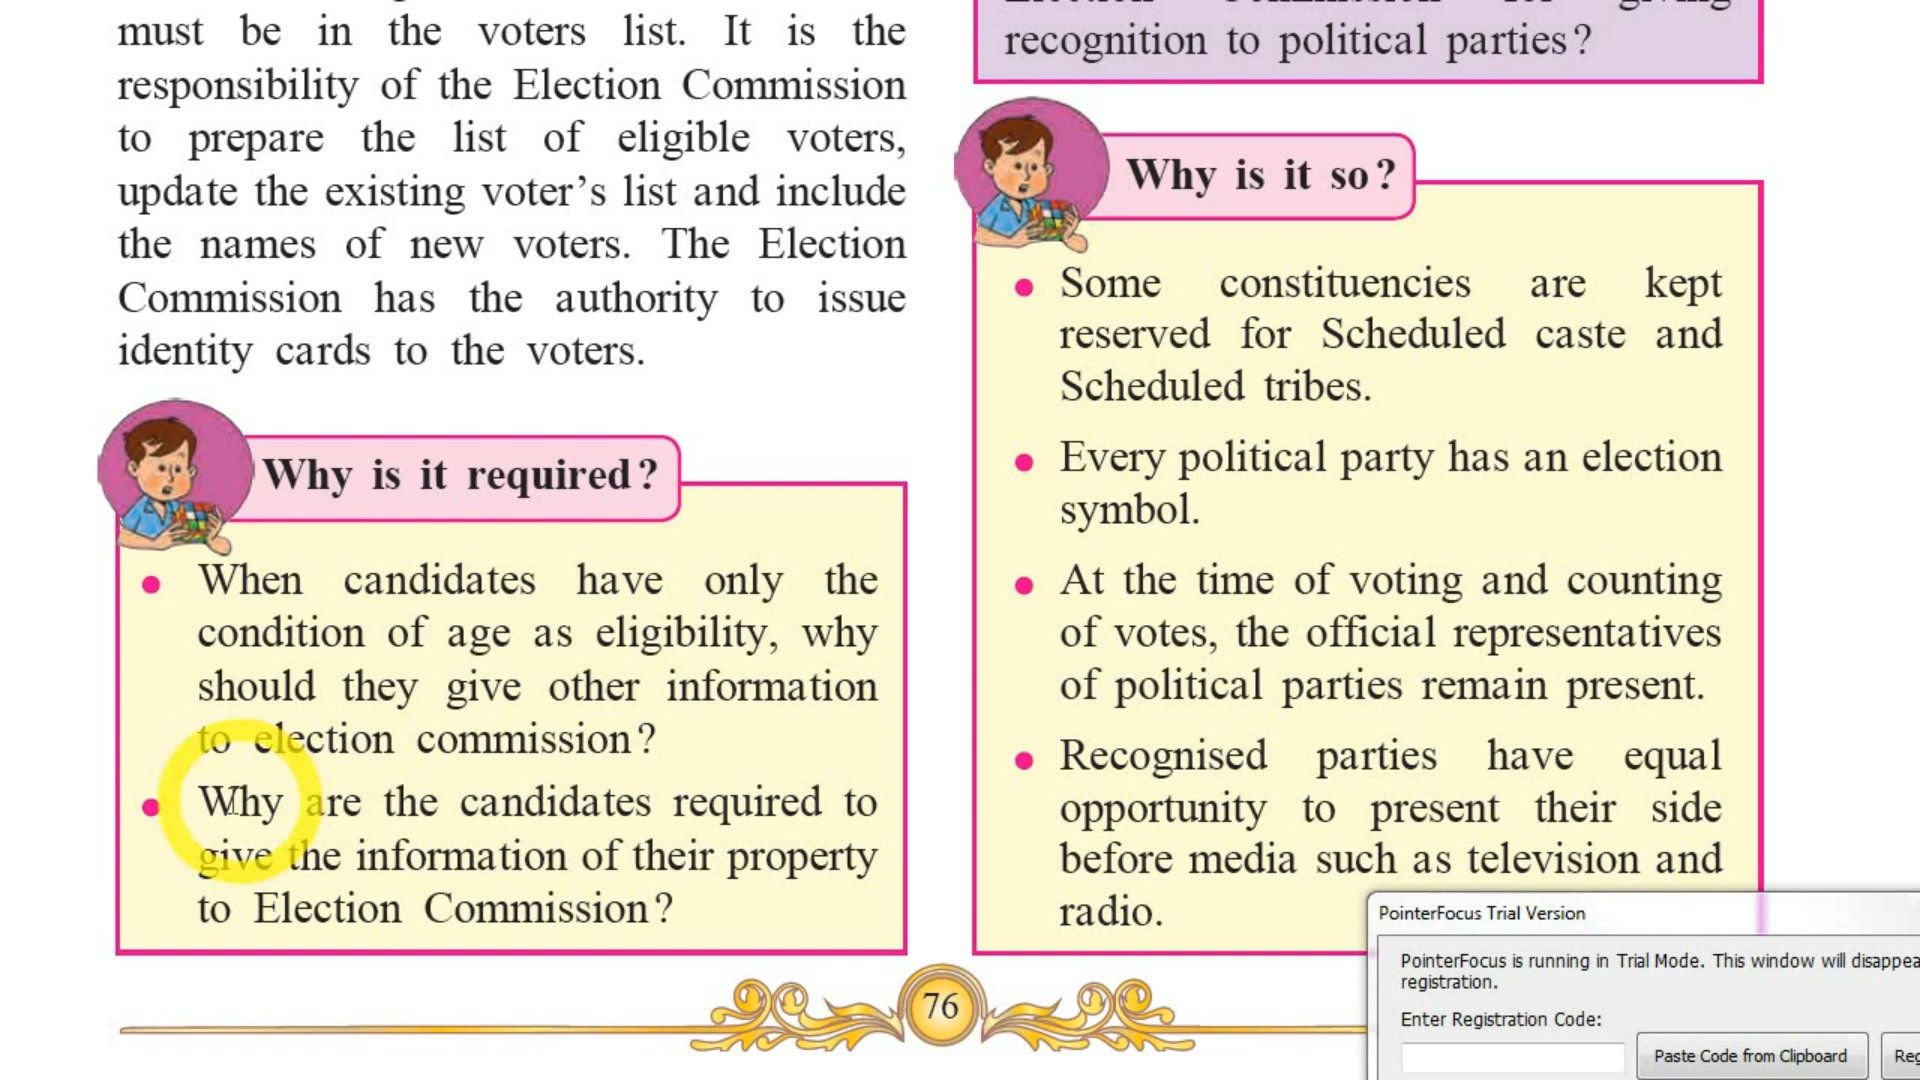 must be in the voters list. It is the
responsibility of the Election Commission
to prepare the list of eligible voters,
update the existing voter’s list and include
the names of new voters. The Election
Commission has the authority to issue
identity cards to the voters.
Why is it required?
• When candidates have only the
condition of age as eligibility, why
should they give other information
to election commission?
• Why are the candidates required to
give the information of their property
to Election Commission?
Election Commission for giving
recognition to political parties?
Why is it so?
• Some constituencies are kept
reserved for Scheduled caste and
Scheduled tribes.
• Every political party has an election
symbol.
• At the time of voting and counting
of votes, the official representatives
of political parties remain present.
• Recognised parties have equal
opportunity to present their side
before media such as television and
radio.
76
PointerFocus Trial Version
PointerFocus is running in Trial Mode. This window will disappea
registration.
Enter Registration Code:
Paste Code from Clipboard
Reg